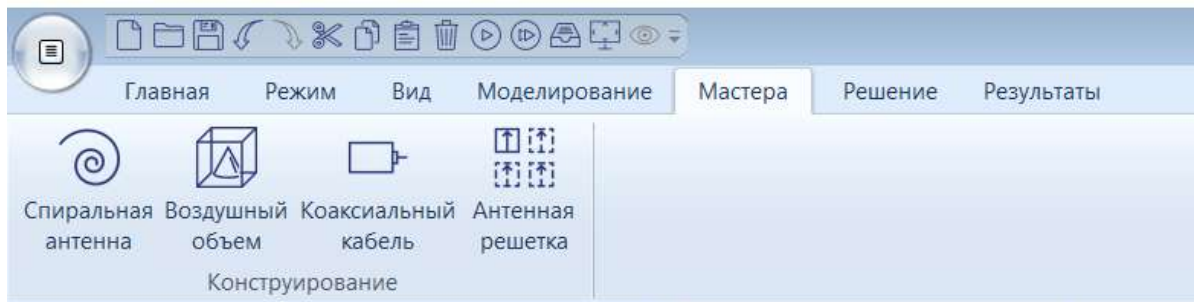 Главная Режим Вид Моделирование Мастера Решение Результаты
Спиральная Воздушный Коаксиальный Антенная
антенна объем кабель решетка
Конструирование